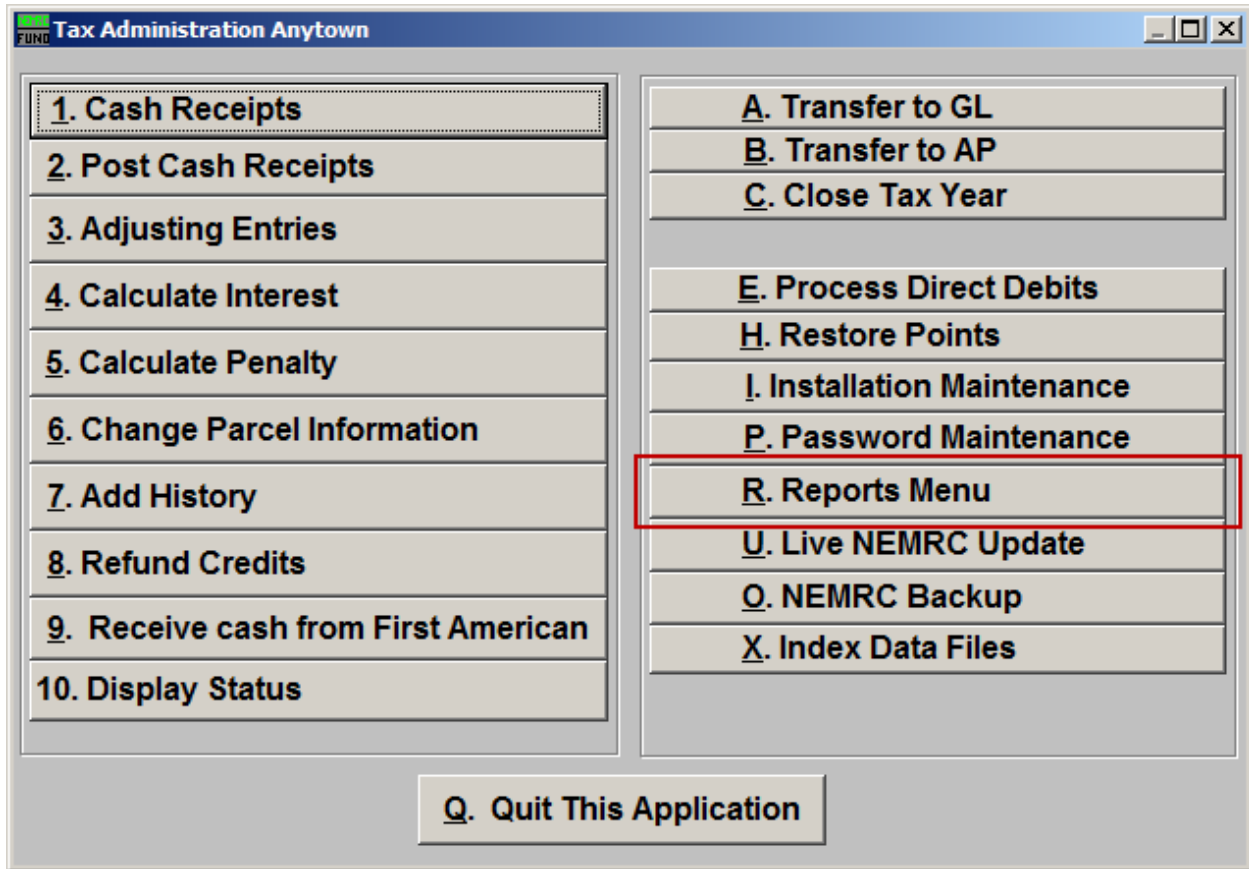 NEMRC
FUND
Tax Administration Anytown
1. Cash Receipts
2. Post Cash Receipts
3. Adjusting Entries
4. Calculate Interest
5. Calculate Penalty
6. Change Parcel Information
7. Add History
8. Refund Credits
9. Receive cash from First American
10. Display Status
A. Transfer to GL
B. Transfer to AP
C. Close Tax Year
E. Process Direct Debits
H. Restore Points
I. Installation Maintenance
P. Password Maintenance
R. Reports Menu
U. Live NEMRC Update
O. NEMRC Backup
X. Index Data Files
Q. Quit This Application